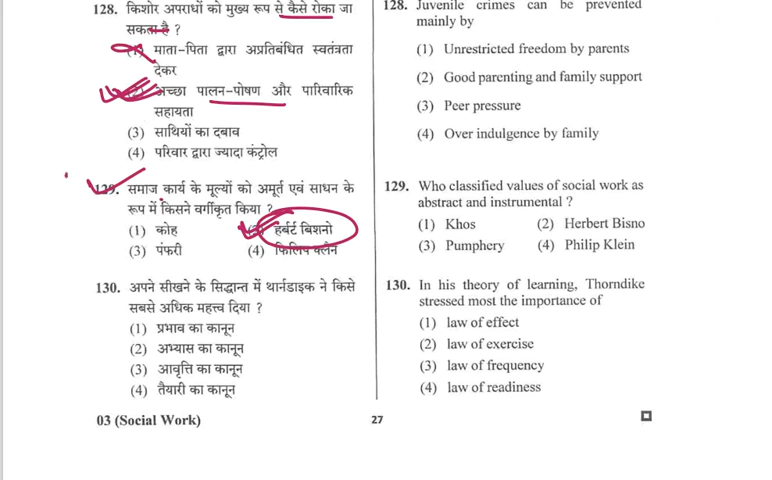 128. किशोर अपराधों को मुख्य रूप से कैसे रोका जा
सकता है ?
(1) माता-पिता द्वारा अप्रतिबंधित स्वतंत्रता
देकर
(2) अच्छा पालन-पोषण और पारिवारिक
सहायता
(3) साथियों का दबाव
(4) परिवार द्वारा ज्यादा कंट्रोल
129. समाज कार्य के मूल्यों को अमूर्त एवं साधन के
रूप में किसने वर्गीकृत किया ?
(1) कोह (2) हर्बर्ट बिशनो
(3) पंफरी (4) फिलिप क्लैन
130. अपने सीखने के सिद्धान्त में थार्नडाइक ने किसे
सबसे अधिक महत्त्व दिया ?
(1) प्रभाव का कानून
(2) अभ्यास का कानून
(3) आवृत्ति का कानून
(4) तैयारी का कानून
128. Juvenile crimes can be prevented
mainly by
(1) Unrestricted freedom by parents
(2) Good parenting and family support
(3) Peer pressure
(4) Over indulgence by family
129. Who classified values of social work as
abstract and instrumental ?
(1) Khos (2) Herbert Bisno
(3) Pumphery (4) Philip Klein
130. In his theory of learning, Thorndike
stressed most the importance of
(1) law of effect
(2) law of exercise
(3) law of frequency
(4) law of readiness
03 (Social Work) 27